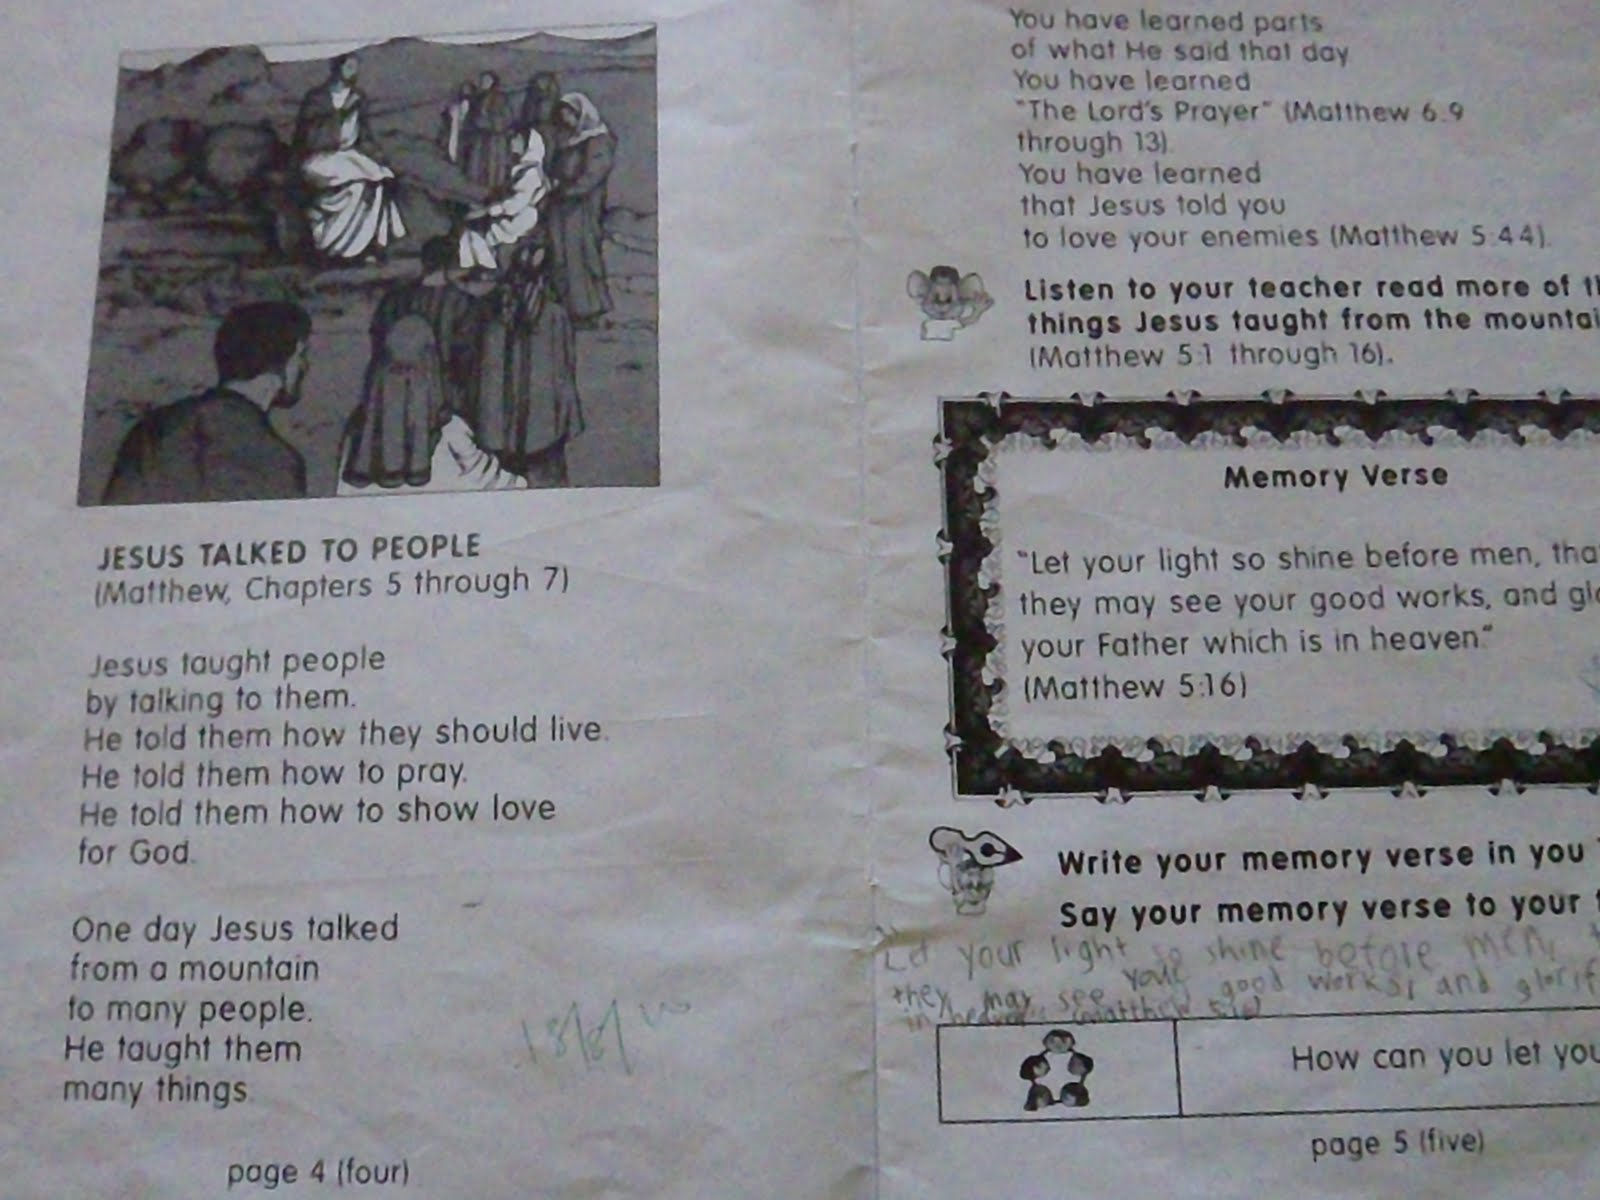 JESUS TALKED TO PEOPLE
(Matthew, Chapters 5 through 7)
Jesus taught people
by talking to them.
He told them how they should live.
He told them how to pray.
He told them how to show love
for God.
One day Jesus talked
from a mountain
to many people.
He taught them
many things.
page 4 (four)
You have learned parts
of what He said that day
You have learned
"The Lord's Prayer" (Matthew 6:9
through 13).
You have learned
that Jesus told you
to love your enemies (Matthew 5:44).
Listen to your teacher read more of
things Jesus taught from the
(Matthew 5:1 through 16).
Memory Verse
"Let your light so shine before men,
they may see your good works, and
your Father which is in heaven."
(Matthew 5:16)
Write your memory verse in you
Say your memory verse to your
Let your light so shine before men,
they may see your good works, and
in (Matthew 5:16)
How can you let
page 5 (five)